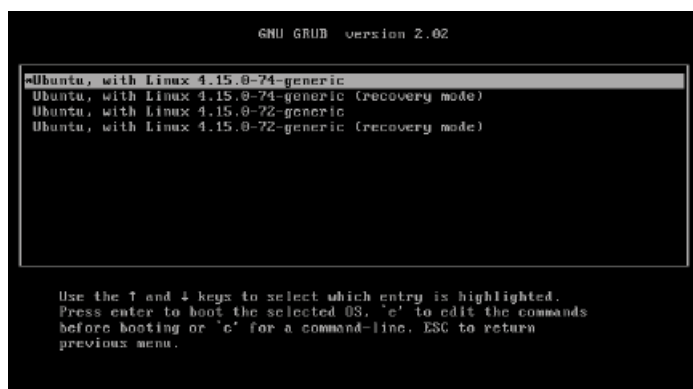 GNU GRUB version 2.02
*Ubuntu, with Linux 4.15.0-74-generic
Ubuntu, with Linux 4.15.0-74-generic (recovery mode)
Ubuntu, with Linux 4.15.0-72-generic
Ubuntu, with Linux 4.15.0-72-generic (recovery mode)
Use the ↑ and ↓ keys to select which entry is highlighted.
Press enter to boot the selected OS, `e' to edit the commands
before booting or `c' for a command-line. ESC to return
previous menu.